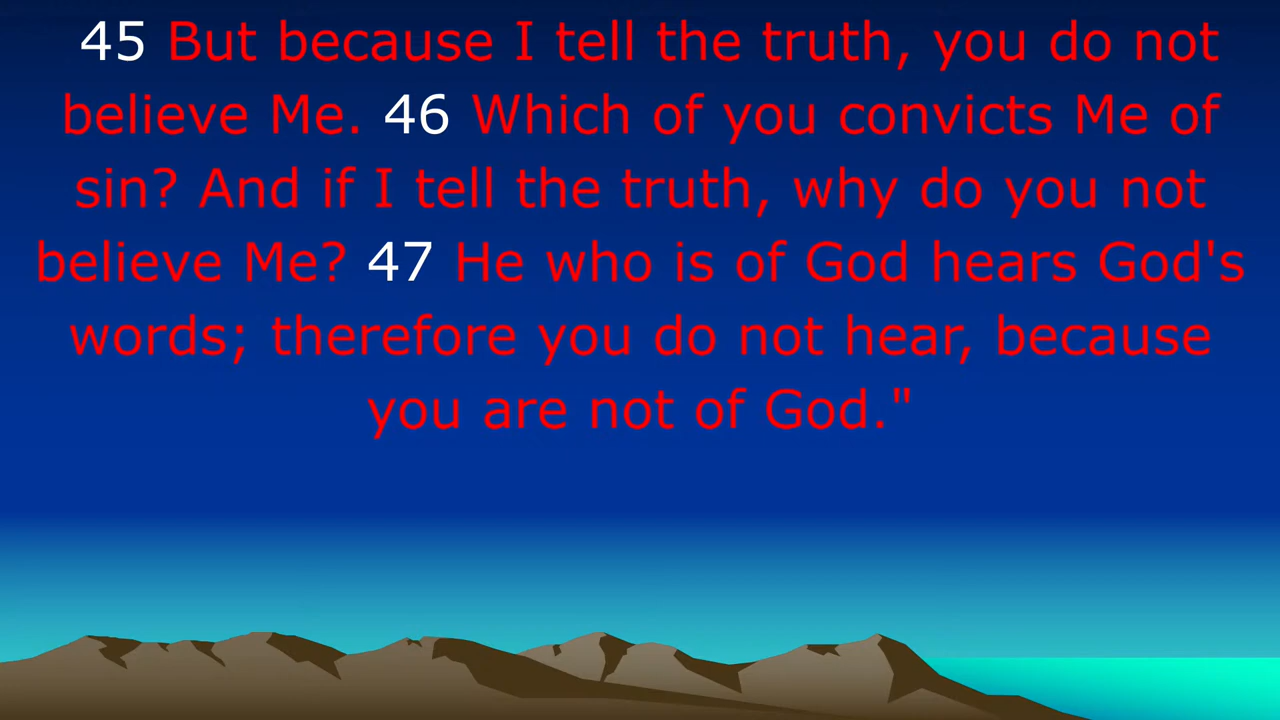 45 But because I tell the truth, you do not
believe Me. 46 Which of you convicts Me of
sin? And if I tell the truth, why do you not
believe Me? 47 He who is of God hears God's
words; therefore you do not hear, because
you are not of God."